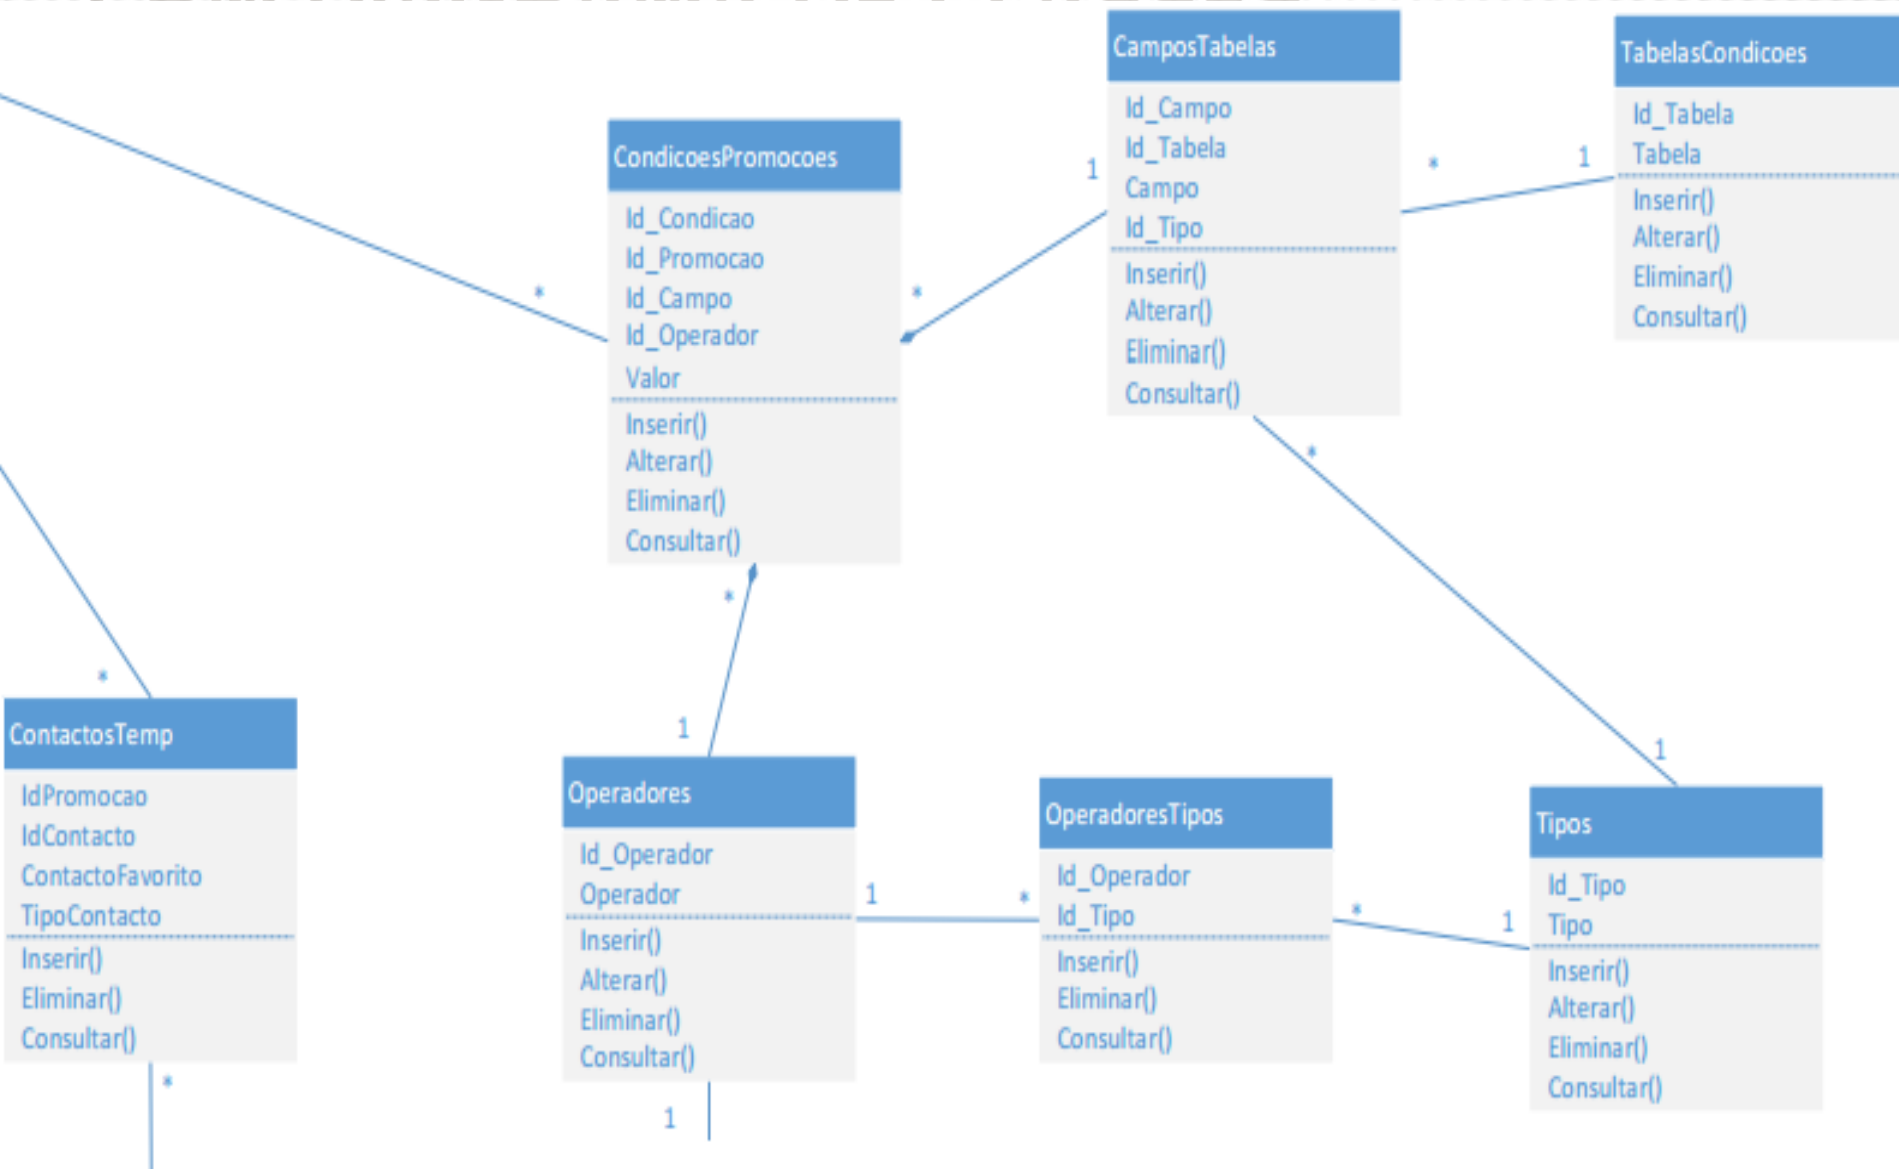 CamposTabelas
Id_Campo
Id_Tabela
Campo
Id_Tipo
Inserir()
Alterar()
Eliminar()
Consultar()
TabelasCondicoes
Id_Tabela
Tabela
Inserir()
Alterar()
Eliminar()
Consultar()
CondicoesPromocoes
Id_Condicao
Id_Promocao
Id_Campo
Id_Operador
Valor
Inserir()
Alterar()
Eliminar()
Consultar()
*
*
1
*
1
*
1
*
1
*
ContactosTemp
IdPromocao
IdContacto
ContactoFavorito
TipoContacto
Inserir()
Eliminar()
Consultar()
*
Operadores
Id_Operador
Operador
Inserir()
Alterar()
Eliminar()
Consultar()
1
1
*
OperadoresTipos
Id_Operador
Id_Tipo
Inserir()
Eliminar()
Consultar()
*
1
Tipos
Id_Tipo
Tipo
Inserir()
Alterar()
Eliminar()
Consultar()